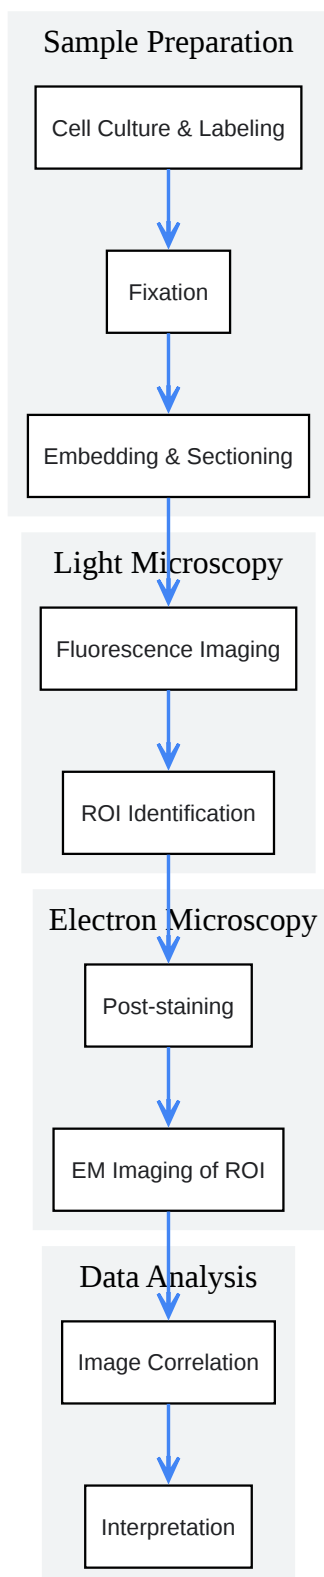 Sample Preparation
Cell Culture & Labeling
Fixation
Embedding & Sectioning
Light Microscopy
Fluorescence Imaging
ROI Identification
Electron Microscopy
Post-staining
EM Imaging of ROI
Data Analysis
Image Correlation
Interpretation